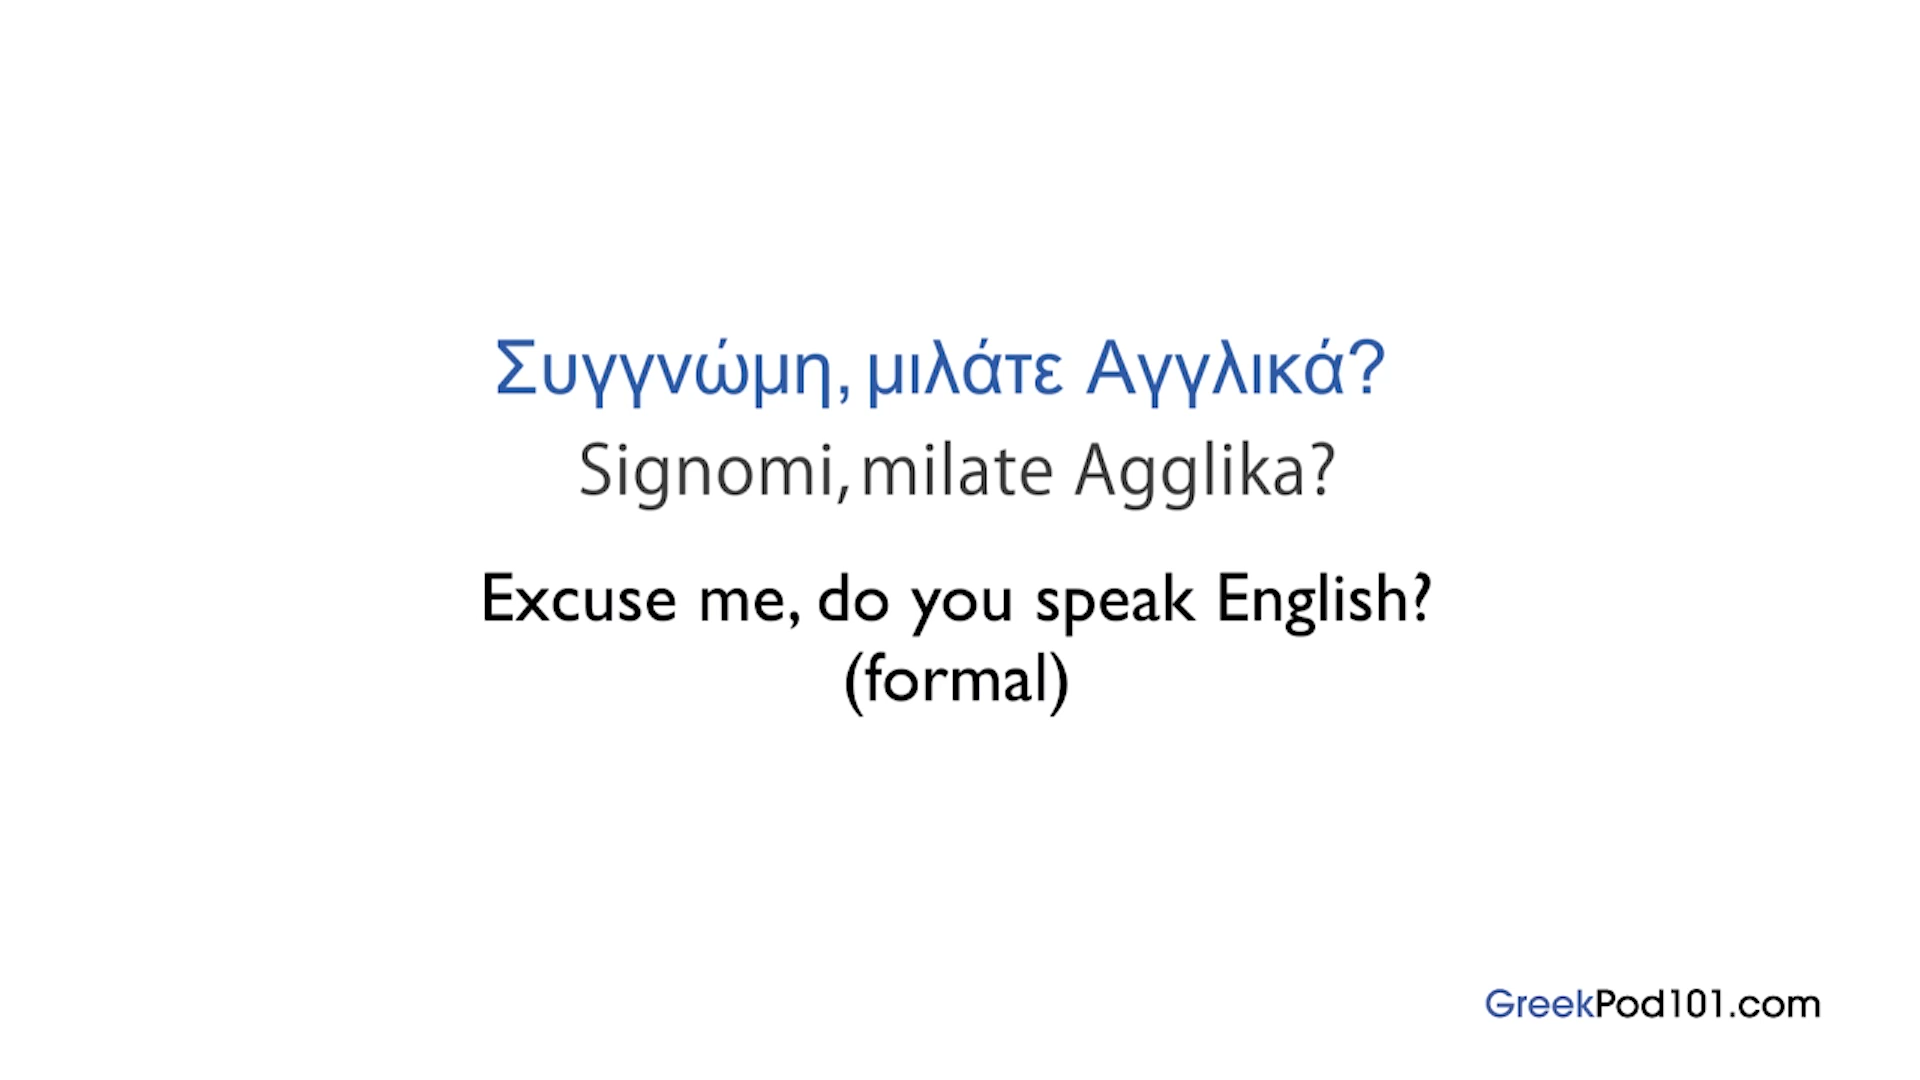 Συγγνώμη, μιλάτε Αγγλικά?
Signomi, milate Agglika?
Excuse me, do you speak English?
(formal)
GreekPod101.com